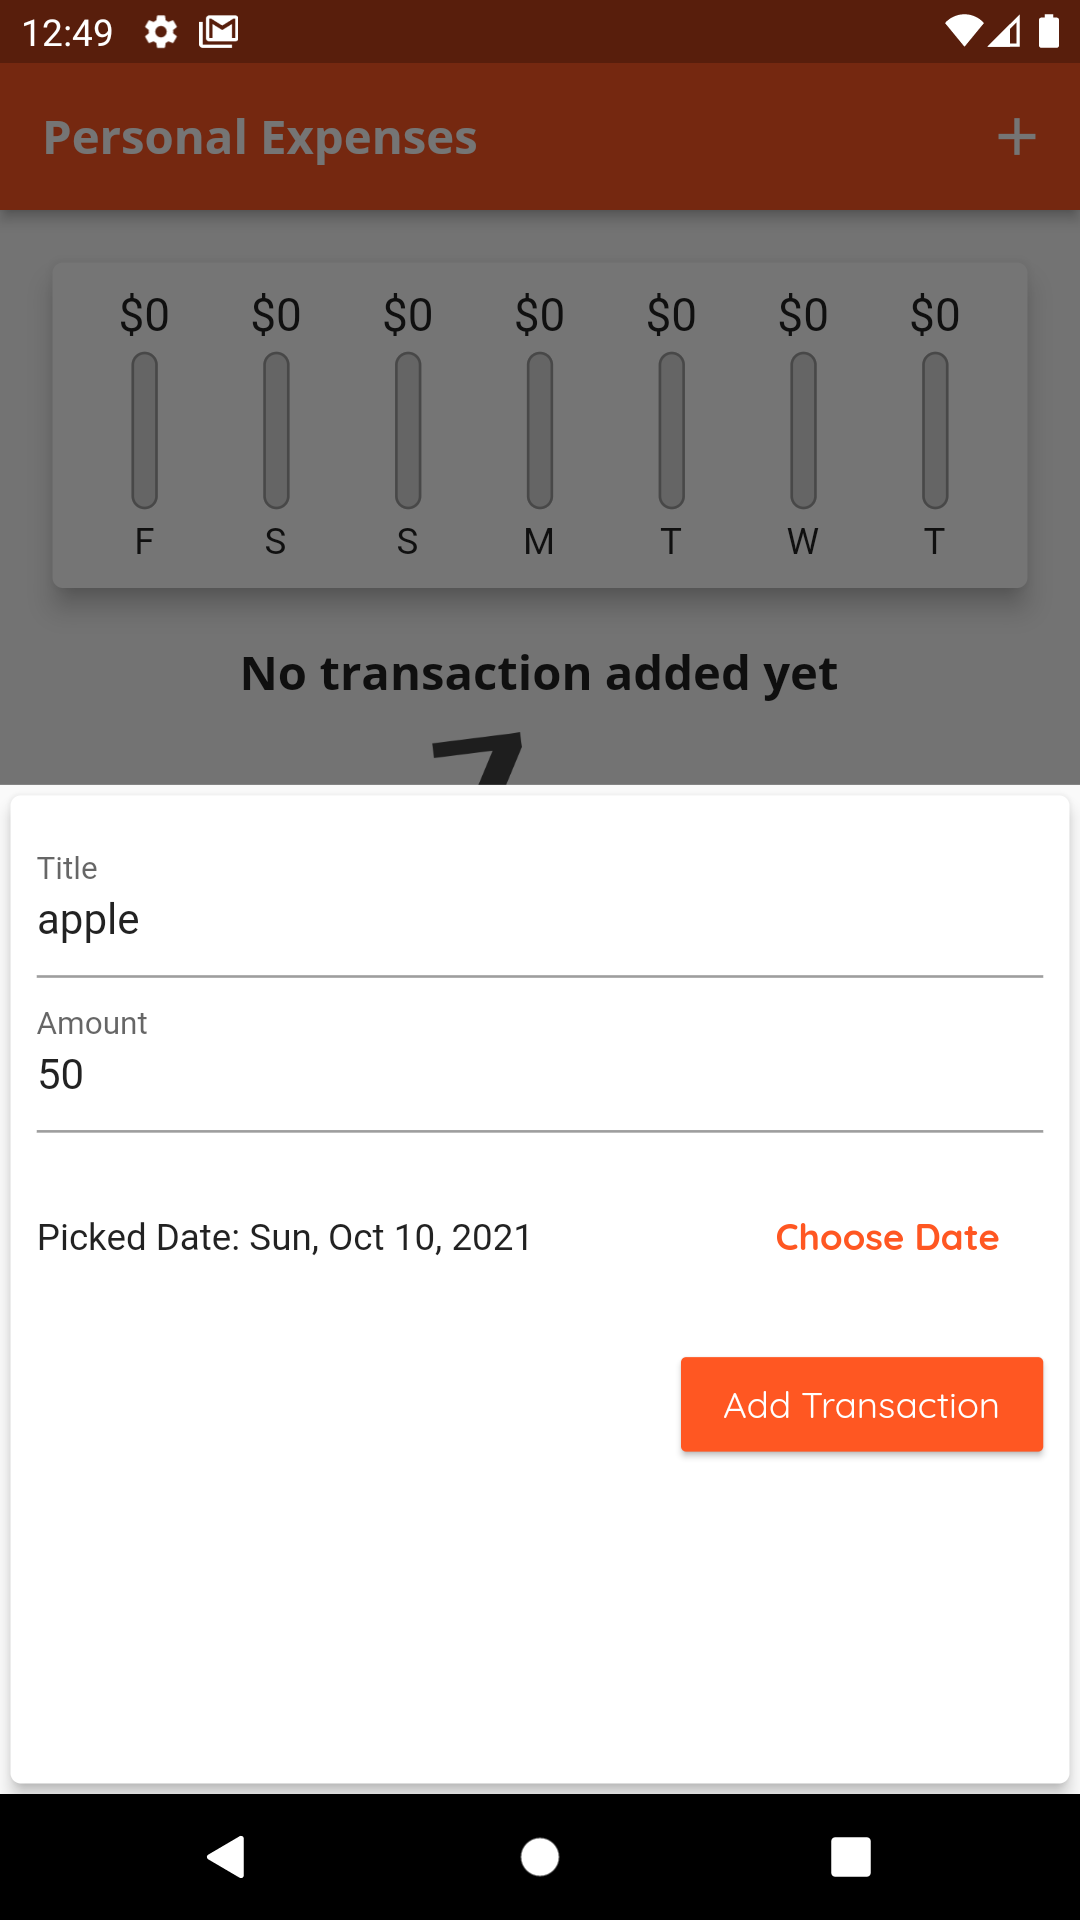 12:49
Personal Expenses
$0 $0 $0 $0 $0 $0 $0
F S S M T W T
No transaction added yet
Title
apple
Amount
50
Picked Date: Sun, Oct 10, 2021 Choose Date
Add Transaction